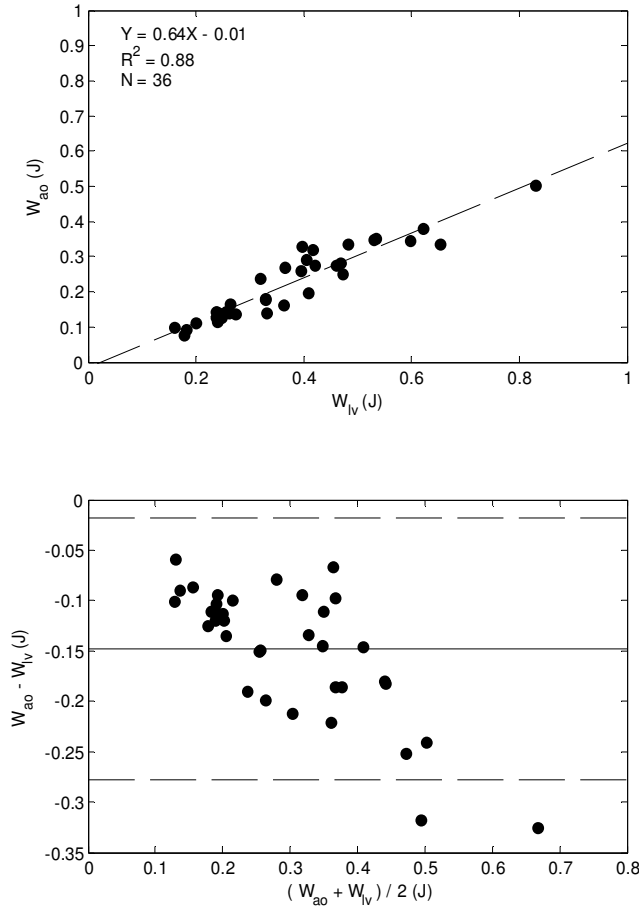 Y = 0.64X - 0.01
R² = 0.88
N = 36
1
0.9
0.8
0.7
0.6
0.5
0.4
0.3
0.2
0.1
0
W_ao (J)
0 0.2 0.4 0.6 0.8 1
W_lv (J)
0
-0.05
-0.1
-0.15
-0.2
-0.25
-0.3
-0.35
W_ao - W_lv (J)
0 0.1 0.2 0.3 0.4 0.5 0.6 0.7 0.8
( W_ao + W_lv ) / 2 (J)